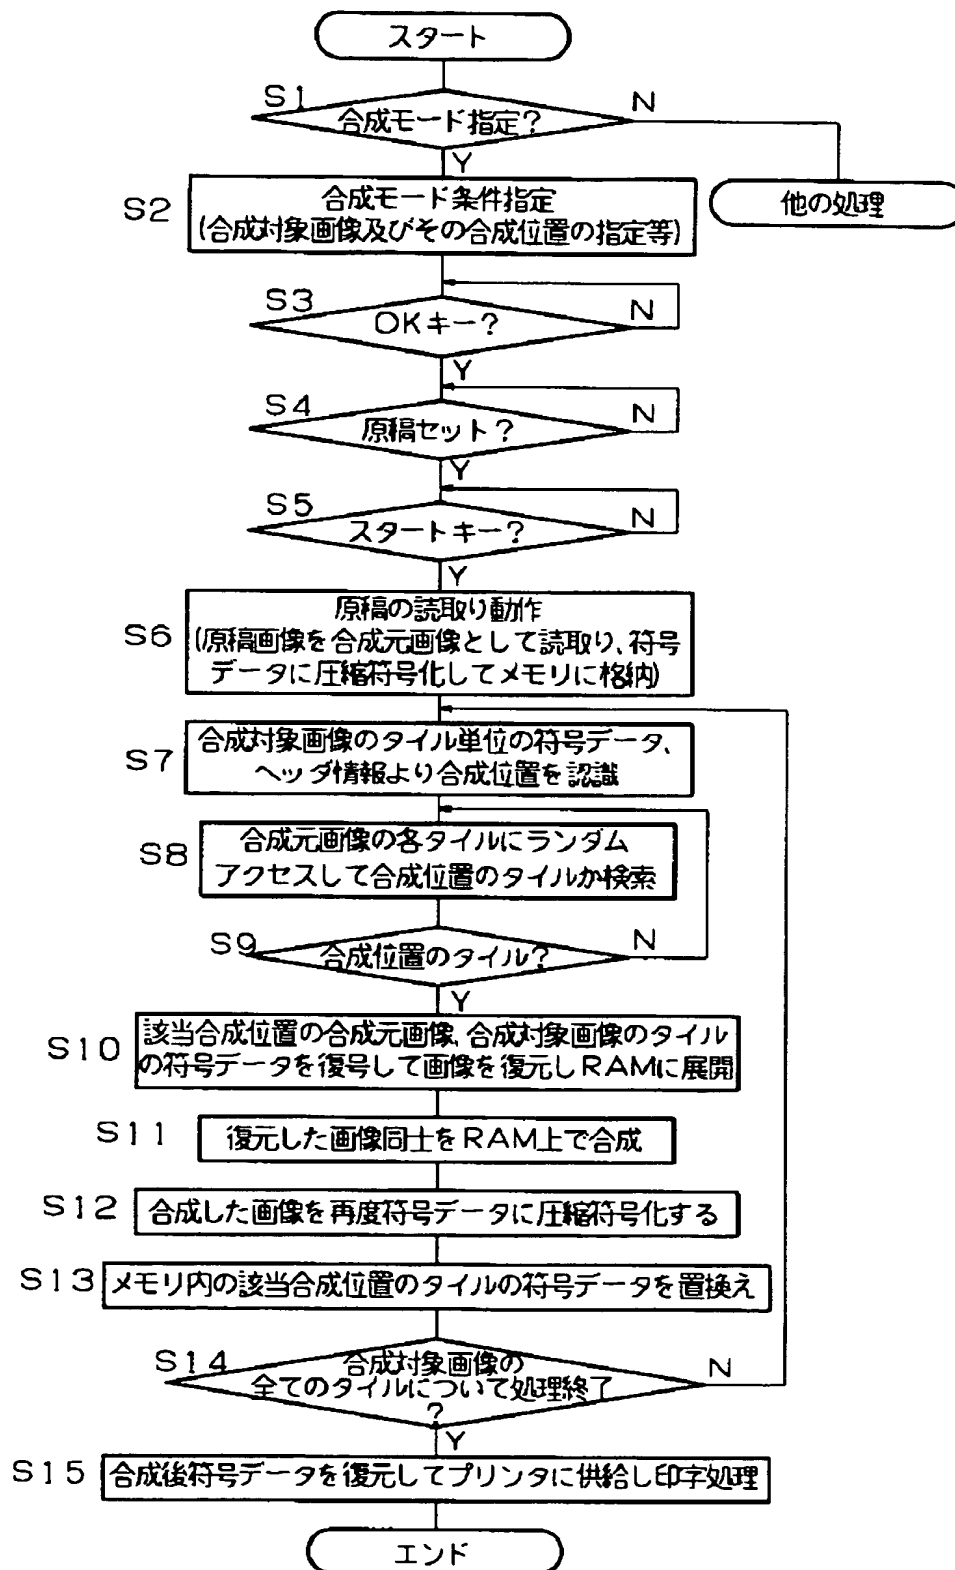 スタート
S1
合成モード指定?
N
Y
他の処理
S2
合成モード条件指定
(合成対象画像及びその合成位置の指定等)
S3
OKキー?
N
Y
S4
原稿セット?
N
Y
S5
スタートキー?
N
Y
S6
原稿の読取り動作
(原稿画像を合成元画像として読取り、符号
データに圧縮符号化してメモリに格納)
S7
合成対象画像のタイル単位の符号データ、
ヘッダ情報より合成位置を認識
S8
合成元画像の各タイルにランダム
アクセスして合成位置のタイルか検索
S9
合成位置のタイル?
N
Y
S10
該当合成位置の合成元画像、合成対象画像のタイル
の符号データを復号して画像を復元しRAMに展開
S11
復元した画像同士をRAM上で合成
S12
合成した画像を再度符号データに圧縮符号化する
S13
メモリ内の該当合成位置のタイルの符号データを置換え
S14
合成対象画像の
全てのタイルについて処理終了
?
N
Y
S15
合成後符号データを復元してプリンタに供給し印字処理
エンド